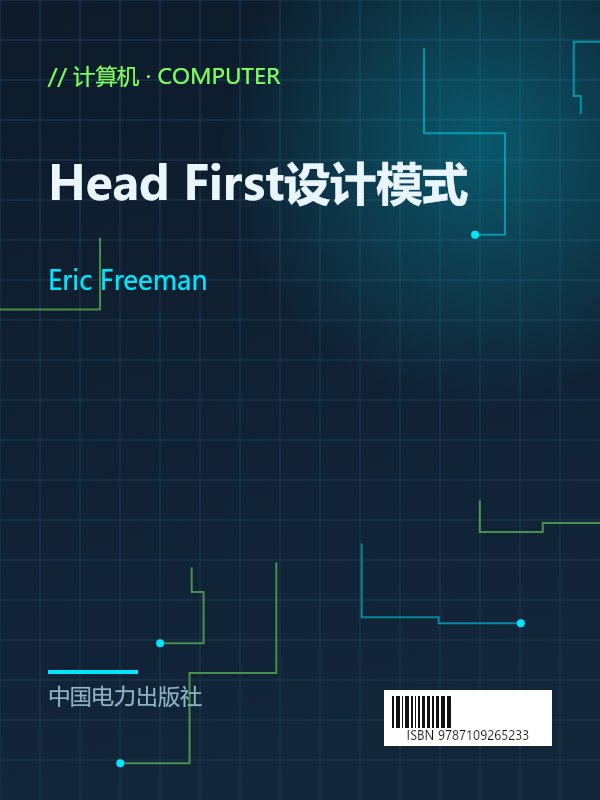 // 计算机 · COMPUTER
Head First设计模式
Eric Freeman
中国电力出版社
ISBN 9787109265233